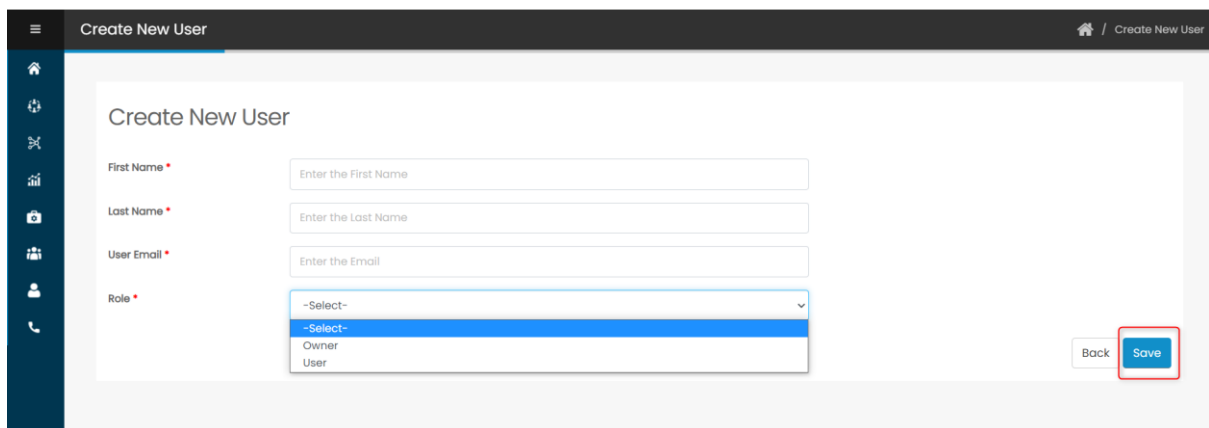 Create New User
/ Create New User
Create New User
First Name *
Enter the First Name
Last Name *
Enter the Last Name
User Email *
Enter the Email
Role *
-Select-
-Select-
Owner
User
Back
Save